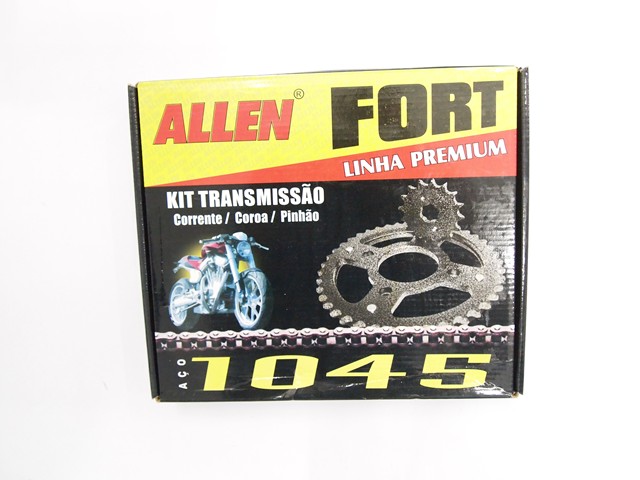 ALLEN® FORT
LINHA PREMIUM
KIT TRANSMISSÃO
Corrente / Coroa / Pinhão
AÇO 1045